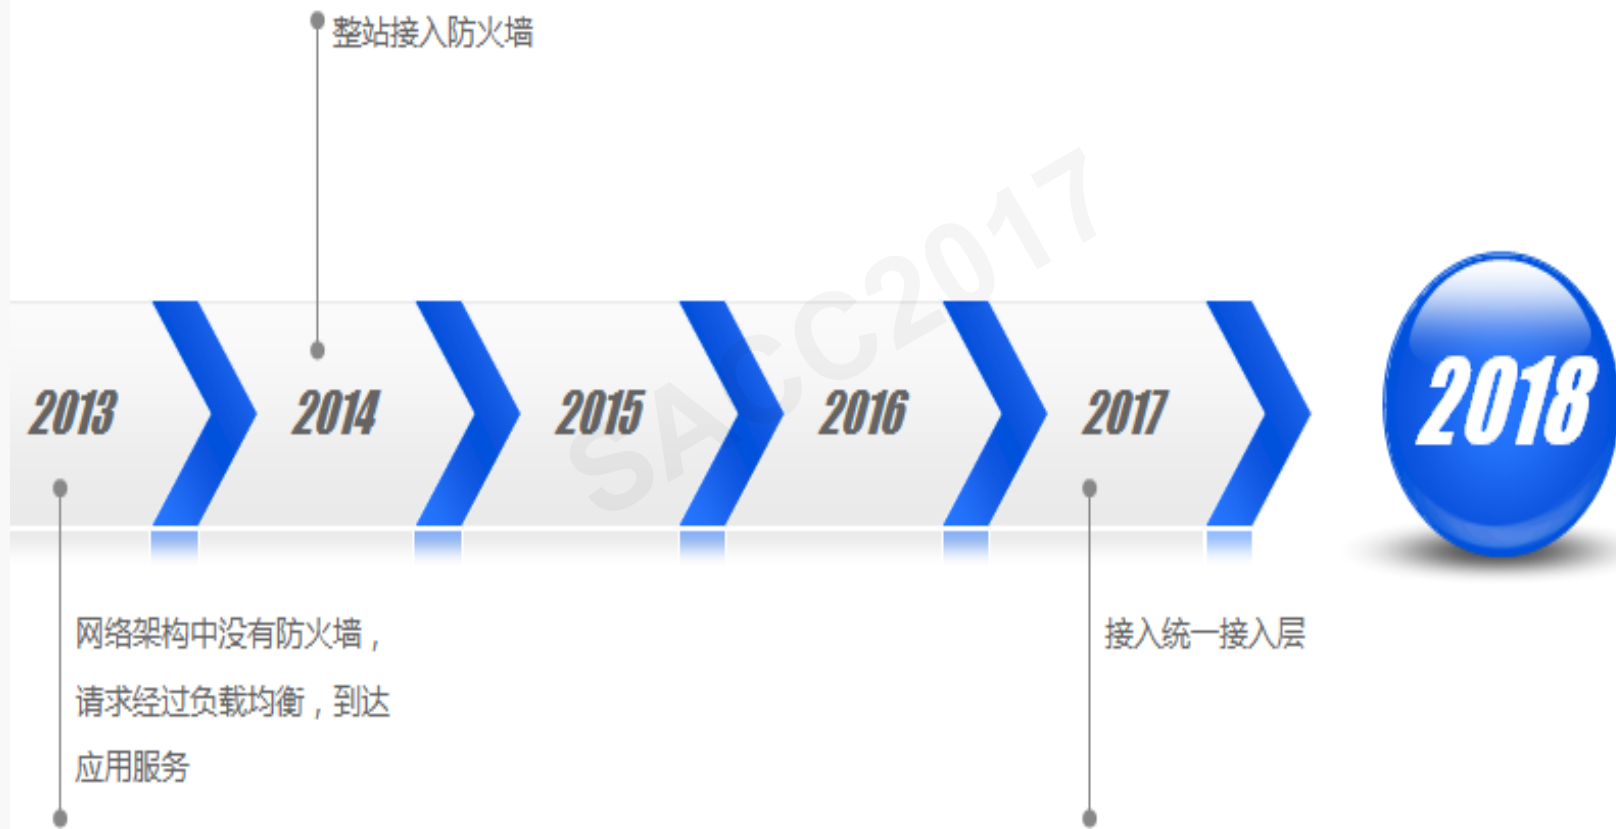 整站接入防火墙
SACC2017
2013
2014
2015
2016
2017
2018
网络架构中没有防火墙，
请求经过负载均衡，到达
应用服务
接入统一接入层